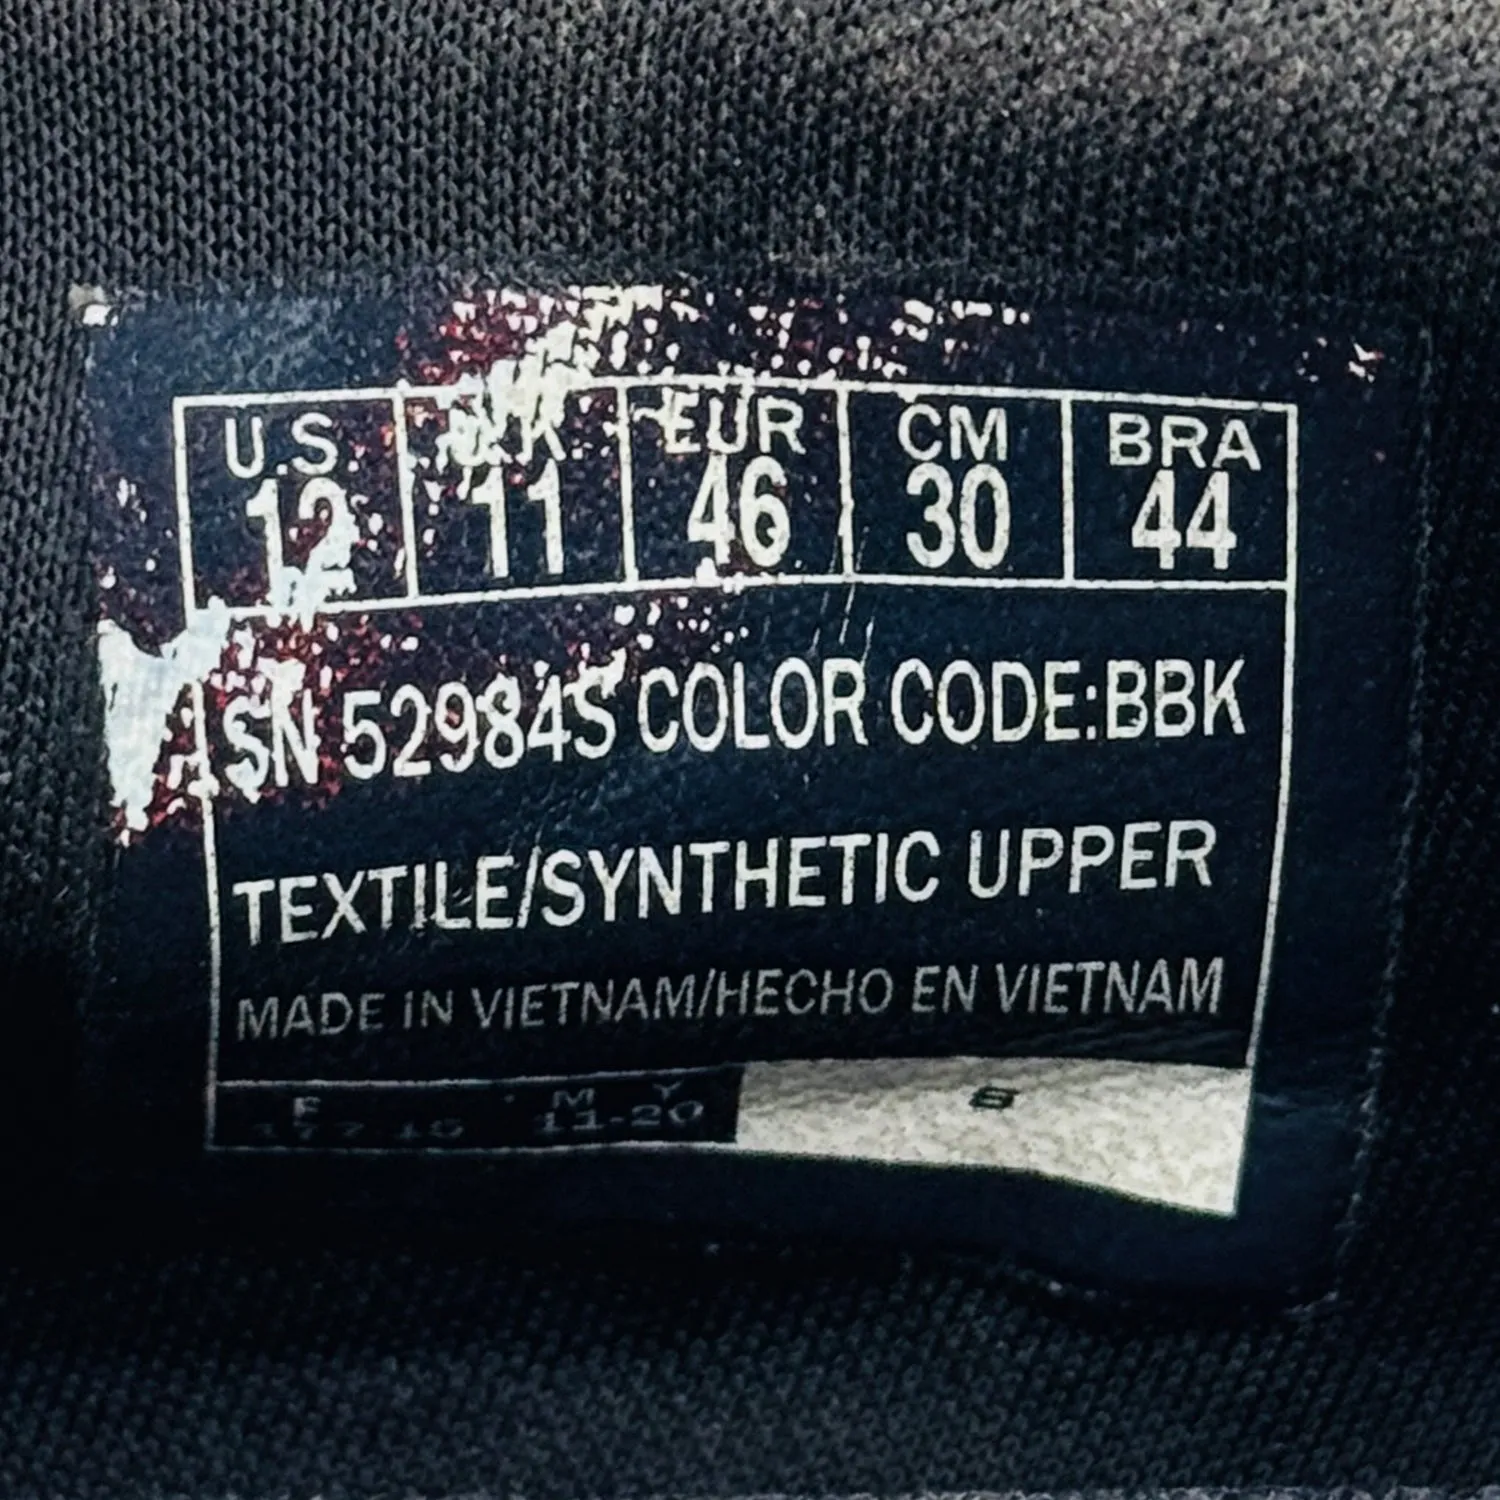 U.S. EUR CM BRA
12 11 46 30 44
SN 52984S COLOR CODE:BBK
TEXTILE/SYNTHETIC UPPER
MADE IN VIETNAM/HECHO EN VIETNAM
M Y
11-20